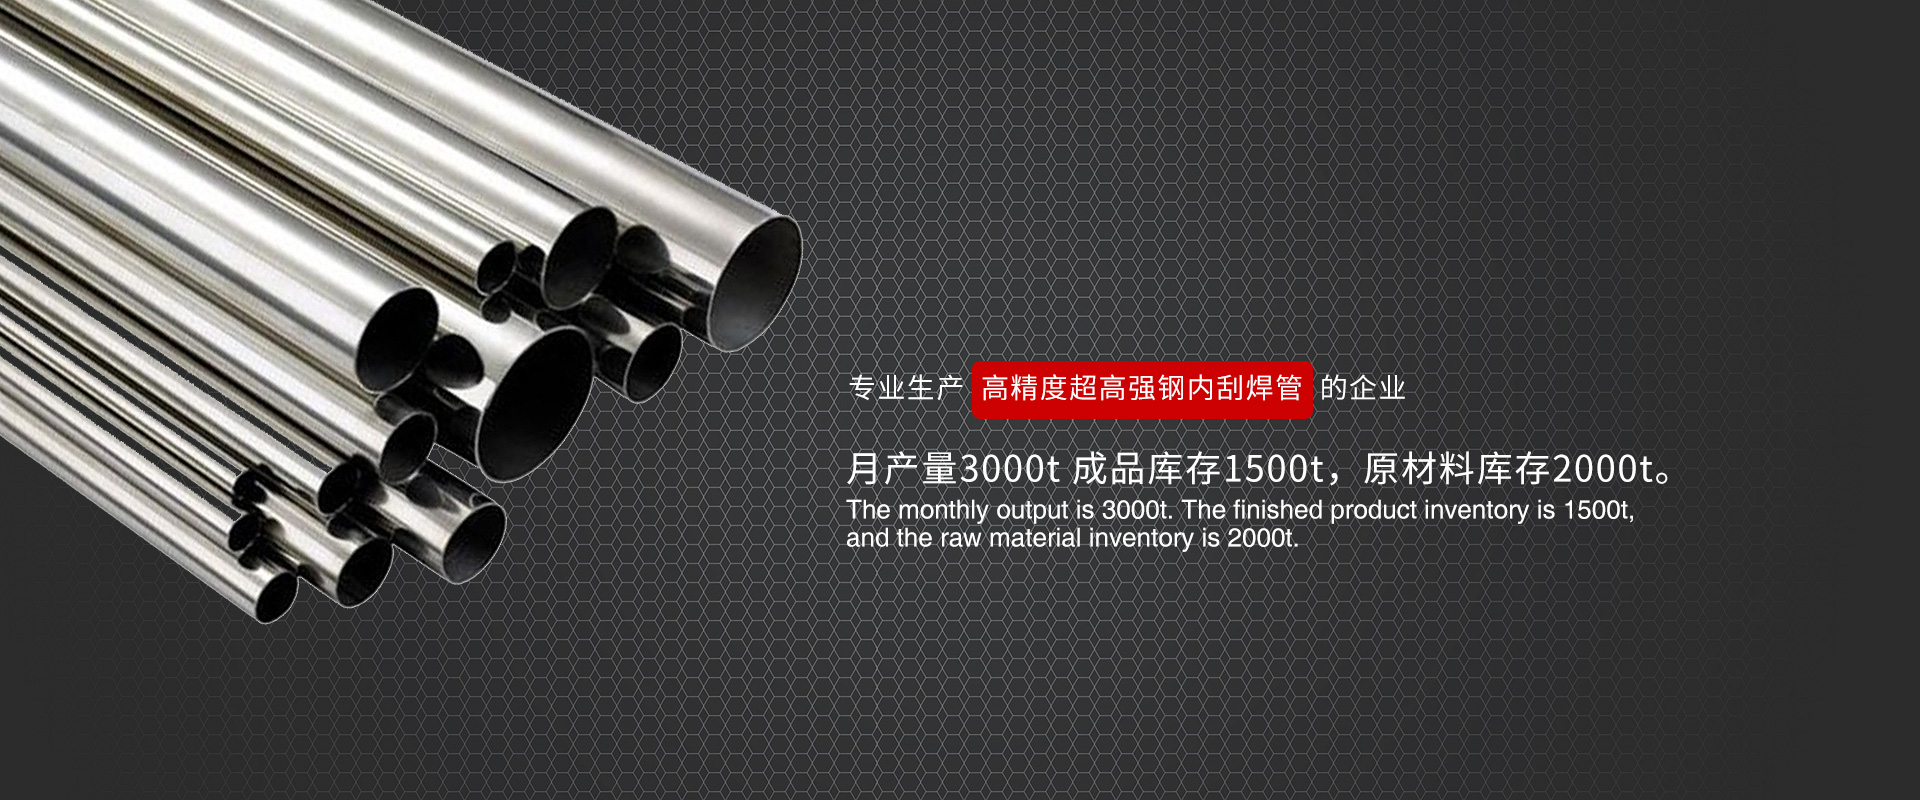 专业生产 高精度超高强钢内刮焊管 的企业
月产量3000t 成品库存1500t，原材料库存2000t。
The monthly output is 3000t. The finished product inventory is 1500t,
and the raw material inventory is 2000t.